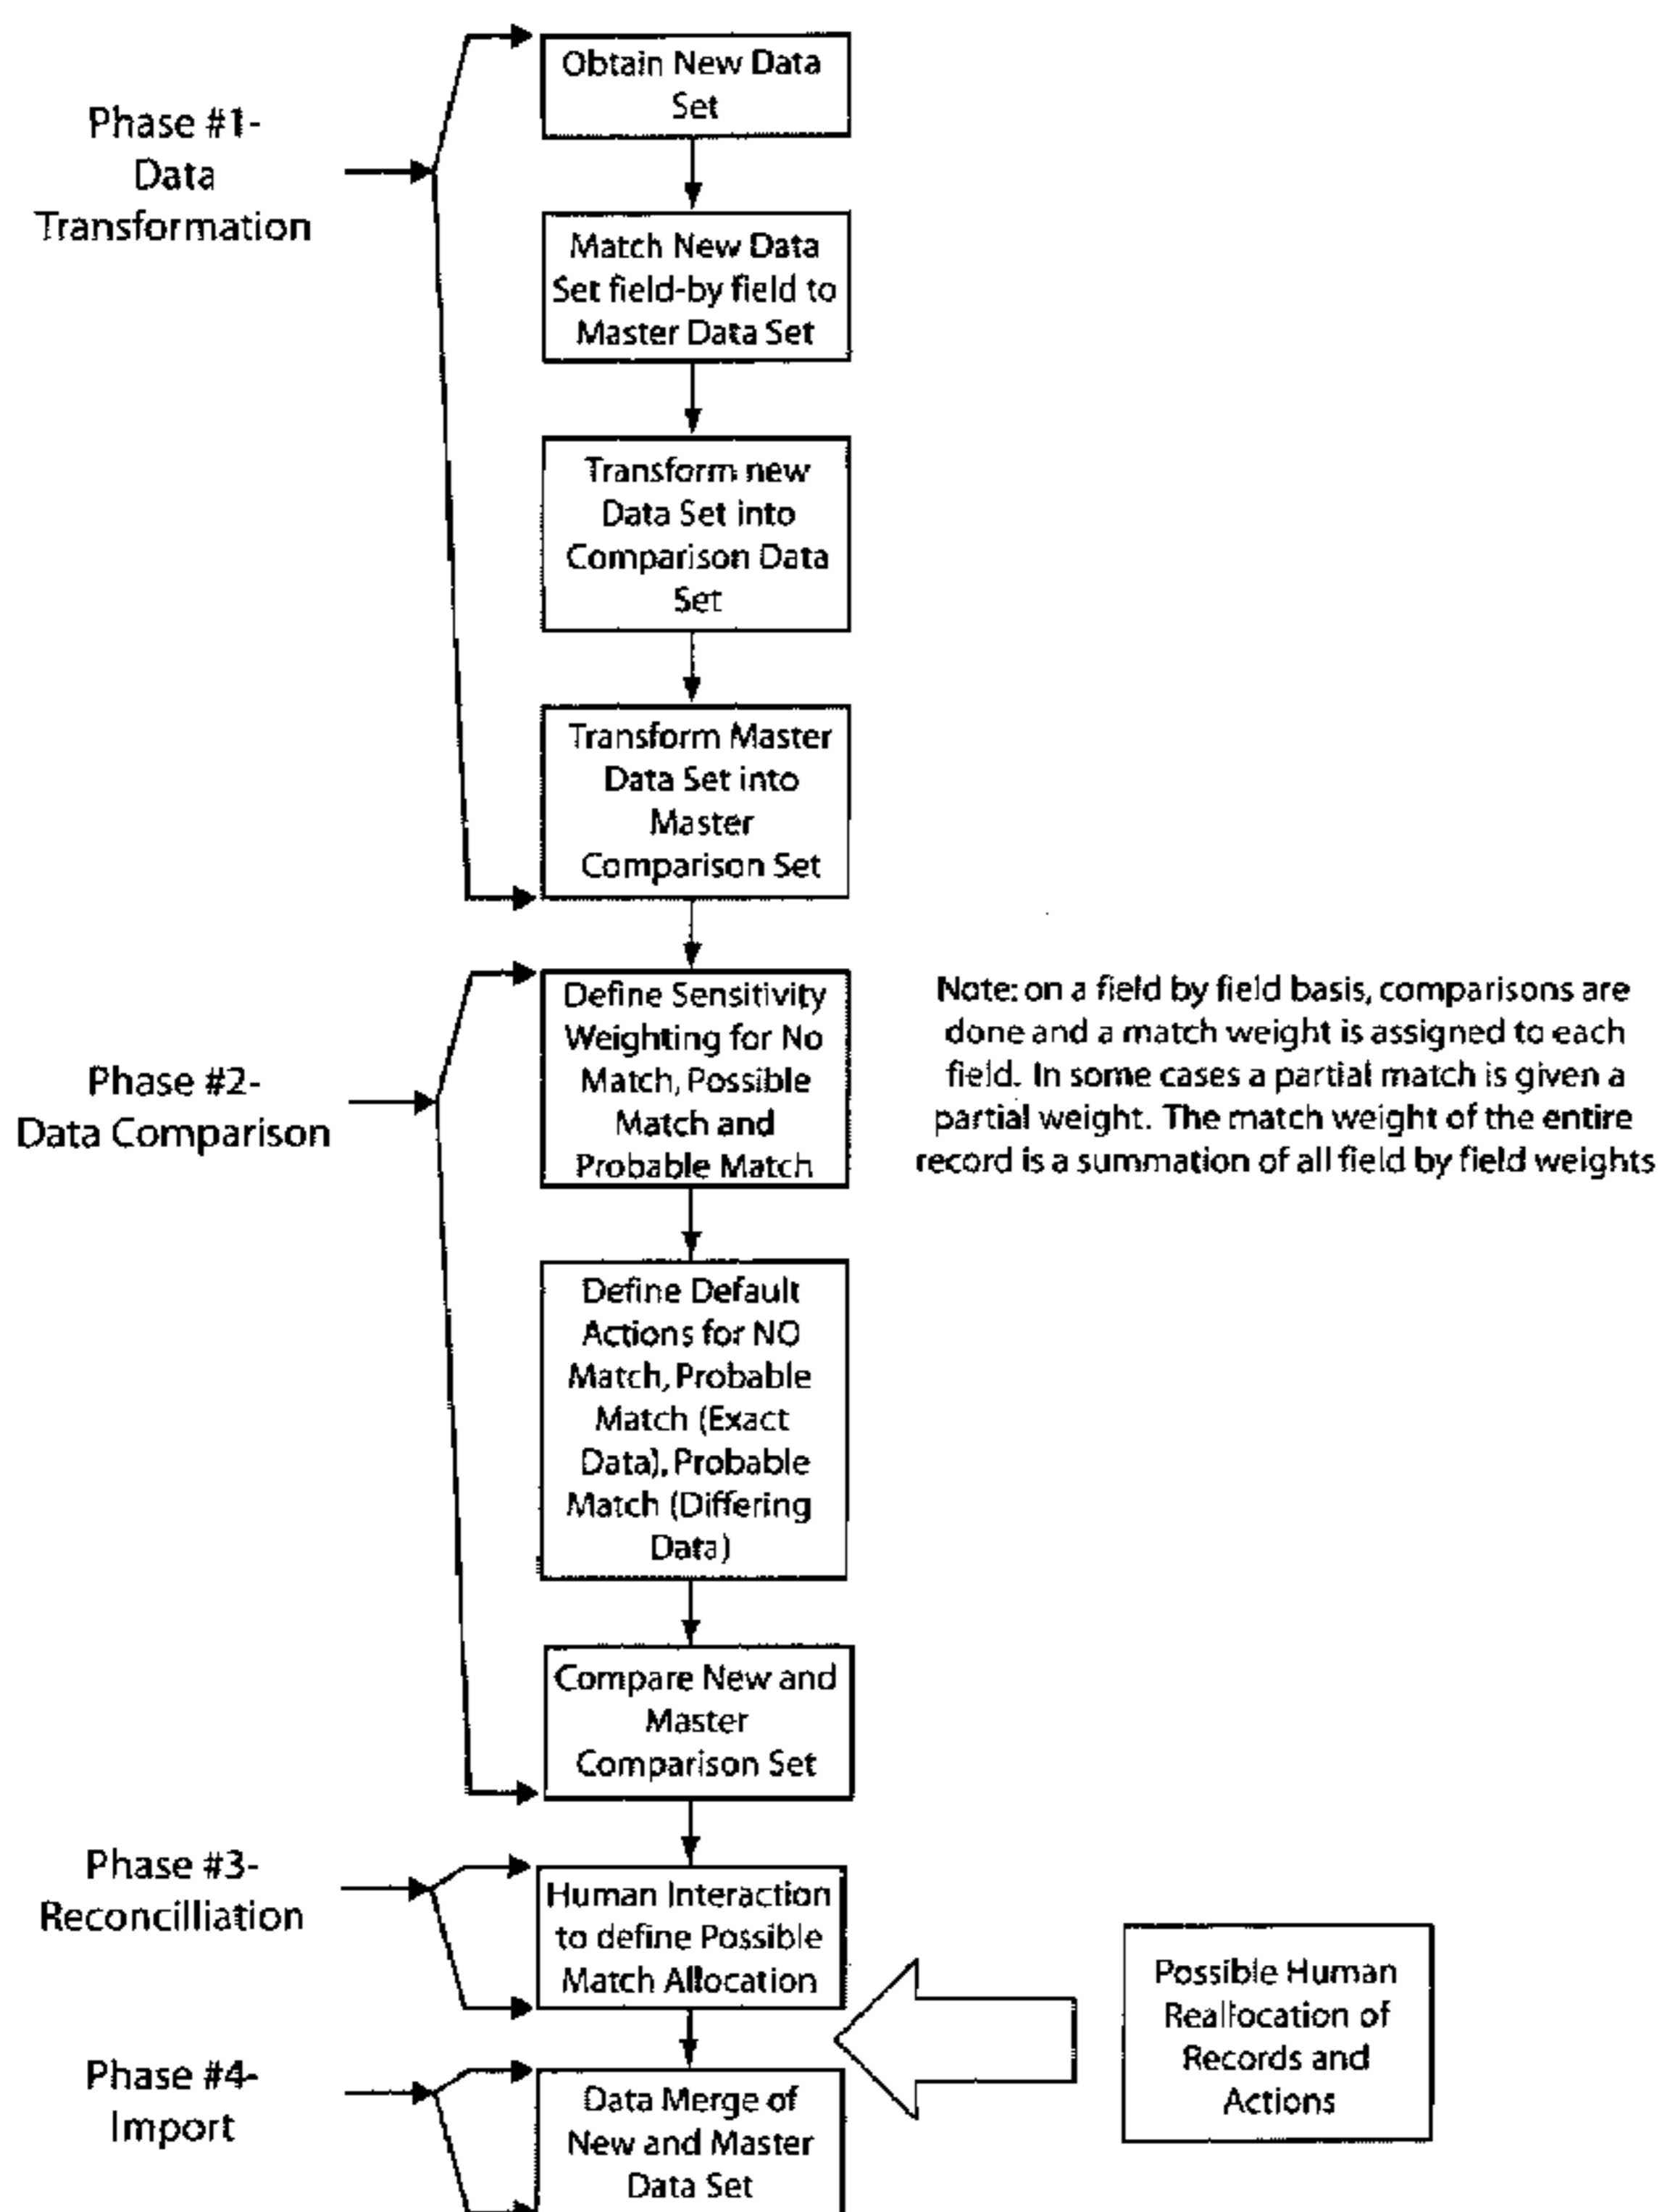 Phase #1-
Data
Transformation
Obtain New Data
Set
Match New Data
Set field-by field to
Master Data Set
Transform new
Data Set into
Comparison Data
Set
Transform Master
Data Set into
Master
Comparison Set
Phase #2-
Data Comparison
Define Sensitivity
Weighting for No
Match, Possible
Match and
Probable Match
Note: on a field by field basis, comparisons are
done and a match weight is assigned to each
field. In some cases a partial match is given a
partial weight. The match weight of the entire
record is a summation of all field by field weights
Define Default
Actions for NO
Match, Probable
Match (Exact
Data), Probable
Match (Differing
Data)
Compare New and
Master
Comparison Set
Phase #3-
Reconcilliation
Human Interaction
to define Possible
Match Allocation
Possible Human
Reallocation of
Records and
Actions
Phase #4-
Import
Data Merge of
New and Master
Data Set